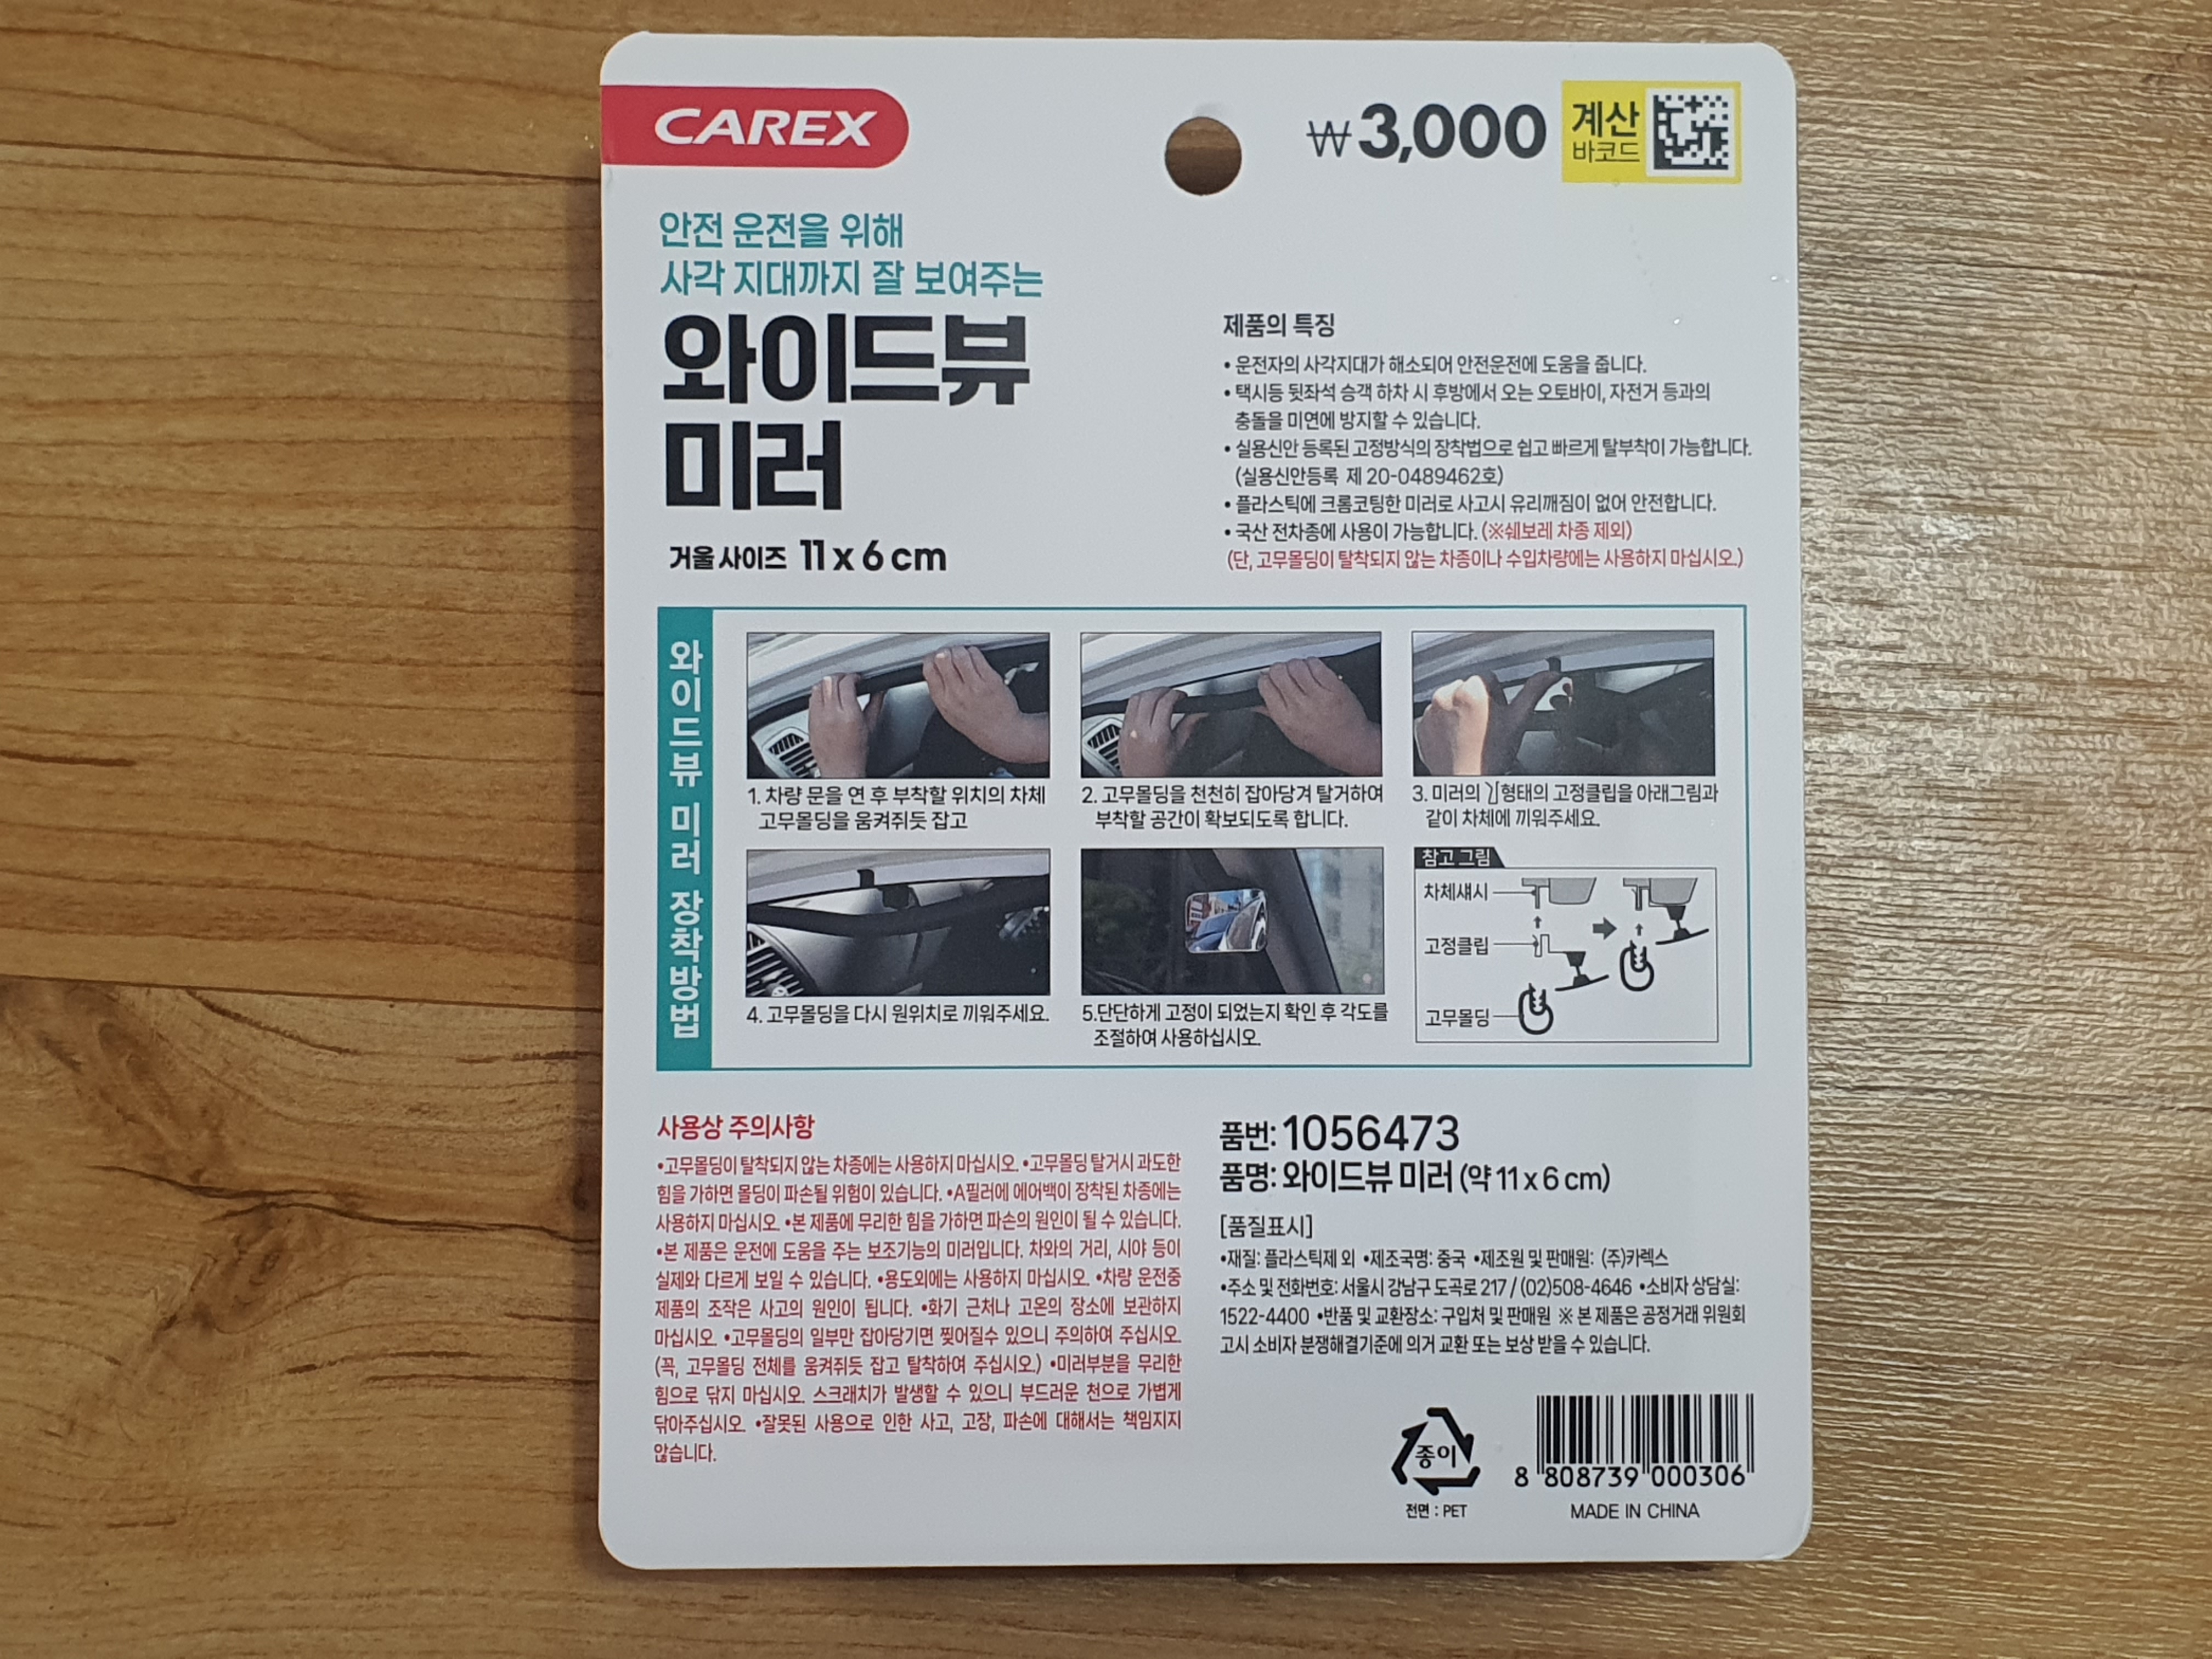 CAREX
₩3,000
계산
바코드
안전 운전을 위해
사각 지대까지 잘 보여주는
와이드뷰
미러
거울 사이즈 11 x 6 cm
제품의 특징
• 운전자의 사각지대가 해소되어 안전운전에 도움을 줍니다.
• 택시등 뒷좌석 승객 하차 시 후방에서 오는 오토바이, 자전거 등과의
충돌을 미연에 방지할 수 있습니다.
• 실용신안 등록된 고정방식의 장착법으로 쉽고 빠르게 탈부착이 가능합니다.
(실용신안등록 제 20-0489462호)
• 플라스틱에 크롬코팅한 미러로 사고시 유리깨짐이 없어 안전합니다.
• 국산 전차종에 사용이 가능합니다. (※쉐보레 차종 제외)
(단, 고무몰딩이 탈착되지 않는 차종이나 수입차량에는 사용하지 마십시오.)
와이드뷰 미러 장착방법
1. 차량 문을 연 후 부착할 위치의 차체
고무몰딩을 움켜쥐듯 잡고
2. 고무몰딩을 천천히 잡아당겨 탈거하여
부착할 공간이 확보되도록 합니다.
3. 미러의 형태의 고정클립을 아래그림과
같이 차체에 끼워주세요.
4. 고무몰딩을 다시 원위치로 끼워주세요.
5.단단하게 고정이 되었는지 확인 후 각도를
조절하여 사용하십시오.
참고 그림
차체섀시
고정클립
고무몰딩
사용상 주의사항
•고무몰딩이 탈착되지 않는 차종에는 사용하지 마십시오. •고무몰딩 탈거시 과도한
힘을 가하면 몰딩이 파손될 위험이 있습니다. •A필러에 에어백이 장착된 차종에는
사용하지 마십시오. •본 제품에 무리한 힘을 가하면 파손의 원인이 될 수 있습니다.
•본 제품은 운전에 도움을 주는 보조기능의 미러입니다. 차와의 거리, 시야 등이
실제와 다르게 보일 수 있습니다. •용도외에는 사용하지 마십시오. •차량 운전중
제품의 조작은 사고의 원인이 됩니다. •화기 근처나 고온의 장소에 보관하지
마십시오. •고무몰딩의 일부만 잡아당기면 찢어질수 있으니 주의하여 주십시오.
(꼭, 고무몰딩 전체를 움켜쥐듯 잡고 탈착하여 주십시오.) •미러부분을 무리한
힘으로 닦지 마십시오. 스크래치가 발생할 수 있으니 부드러운 천으로 가볍게
닦아주십시오. •잘못된 사용으로 인한 사고, 고장, 파손에 대해서는 책임지지
않습니다.
품번: 1056473
품명: 와이드뷰 미러 (약 11 x 6 cm)
[품질표시]
•재질: 플라스틱제 외 •제조국명: 중국 •제조원 및 판매원: (주)카렉스
•주소 및 전화번호: 서울시 강남구 도곡로 217 / (02)508-4646 •소비자 상담실:
1522-4400 •반품 및 교환장소: 구입처 및 판매원 ※ 본 제품은 공정거래 위원회
고시 소비자 분쟁해결기준에 의거 교환 또는 보상 받을 수 있습니다.
종이
전면 : PET
8 808739 000306
MADE IN CHINA